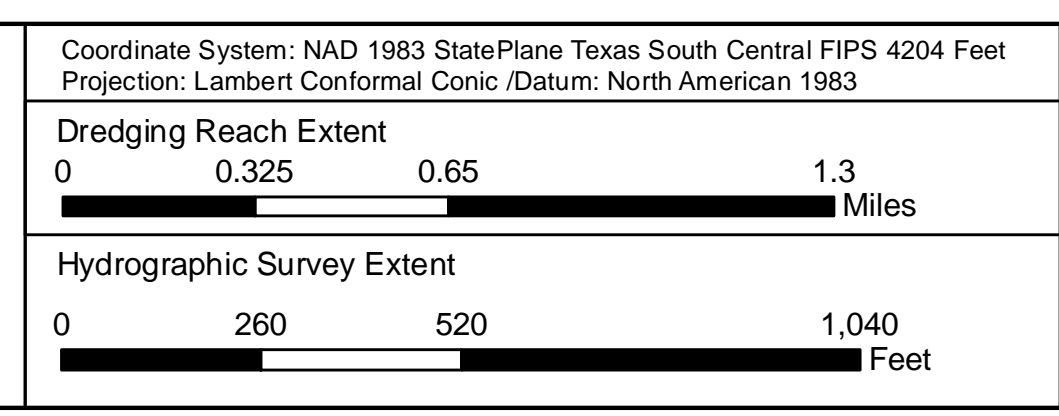 Coordinate System: NAD 1983 StatePlane Texas South Central FIPS 4204 Feet
Projection: Lambert Conformal Conic /Datum: North American 1983
Dredging Reach Extent
0 0.325 0.65 1.3
Miles
Hydrographic Survey Extent
0 260 520 1,040
Feet